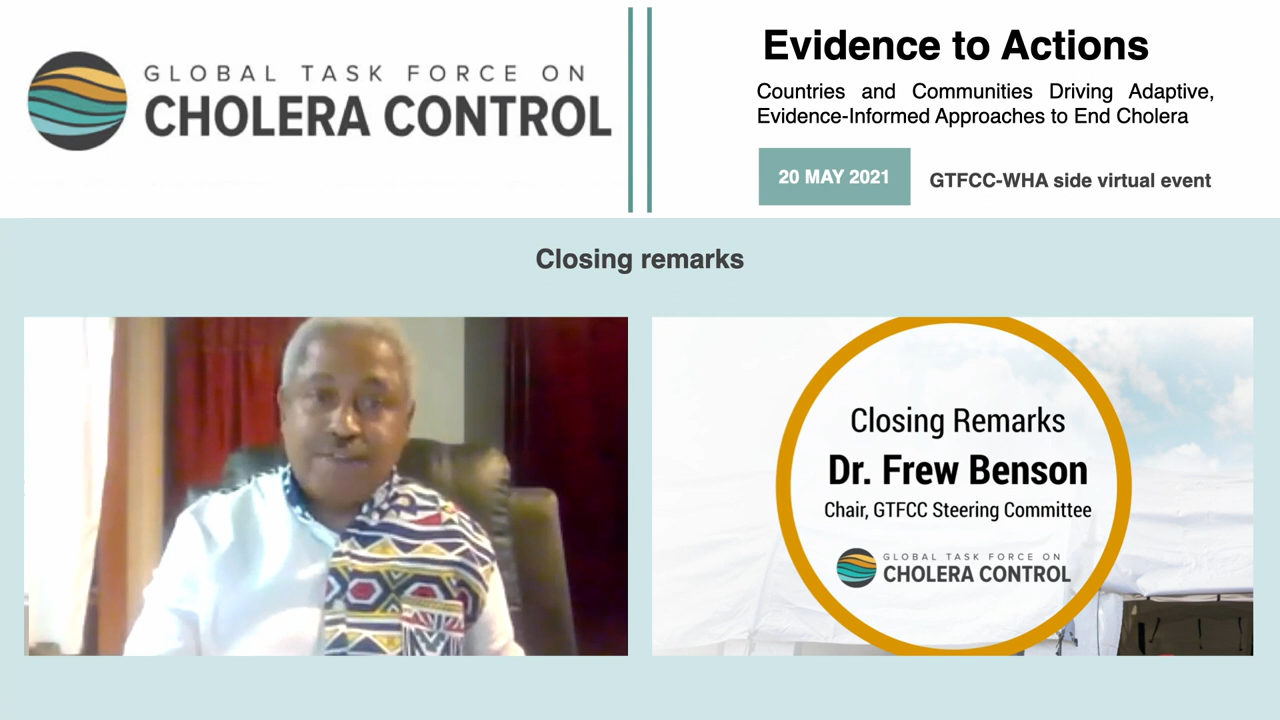 GLOBAL TASK FORCE ON
CHOLERA CONTROL
Evidence to Actions
Countries and Communities Driving Adaptive,
Evidence-Informed Approaches to End Cholera
20 MAY 2021
GTFCC-WHA side virtual event
Closing remarks
Closing Remarks
Dr. Frew Benson
Chair, GTFCC Steering Committee
GLOBAL TASK FORCE ON
CHOLERA CONTROL